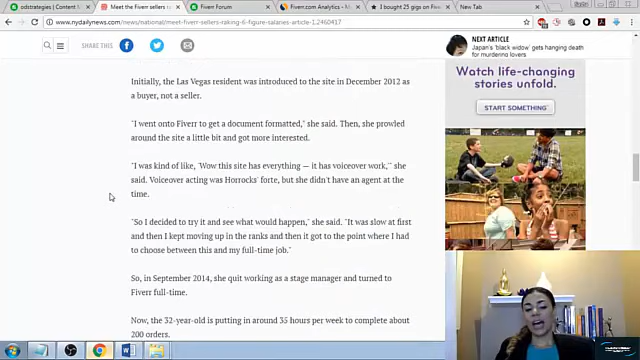 odstrategies | Content M
Meet the Fiverr sellers r
Fiverr Forum
Fiverr.com Analytics - M
I bought 25 gigs on Fiver
New Tab
www.nydailynews.com/news/national/meet-fiverr-sellers-raking-6-figure-salaries-article-1.2460417
SHARE THIS
NEXT ARTICLE
Japan's 'black widow' gets hanging death
for murdering lovers
Initially, the Las Vegas resident was introduced to the site in December 2012 as
a buyer, not a seller.
"I went onto Fiverr to get a document formatted," she said. Then, she prowled
around the site a little bit and got more interested.
"I was kind of like, 'Wow this site has everything — it has voiceover work,'" she
said. Voiceover acting was Horrocks' forte, but she didn't have an agent at the
time.
"So I decided to try it and see what would happen," she said. "It was slow at first
and then I kept moving up in the ranks and then it got to the point where I had
to choose between this and my full-time job."
So, in September 2014, she quit working as a stage manager and turned to
Fiverr full-time.
Now, the 32-year-old is putting in around 35 hours per week to complete about
200 orders.
Watch life-changing
stories unfold.
START SOMETHING